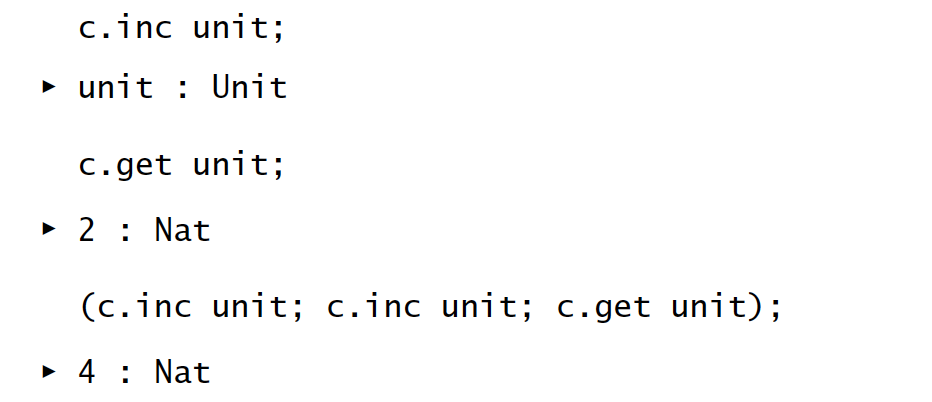 c.inc unit;
▸ unit : Unit
c.get unit;
▸ 2 : Nat
(c.inc unit; c.inc unit; c.get unit);
▸ 4 : Nat